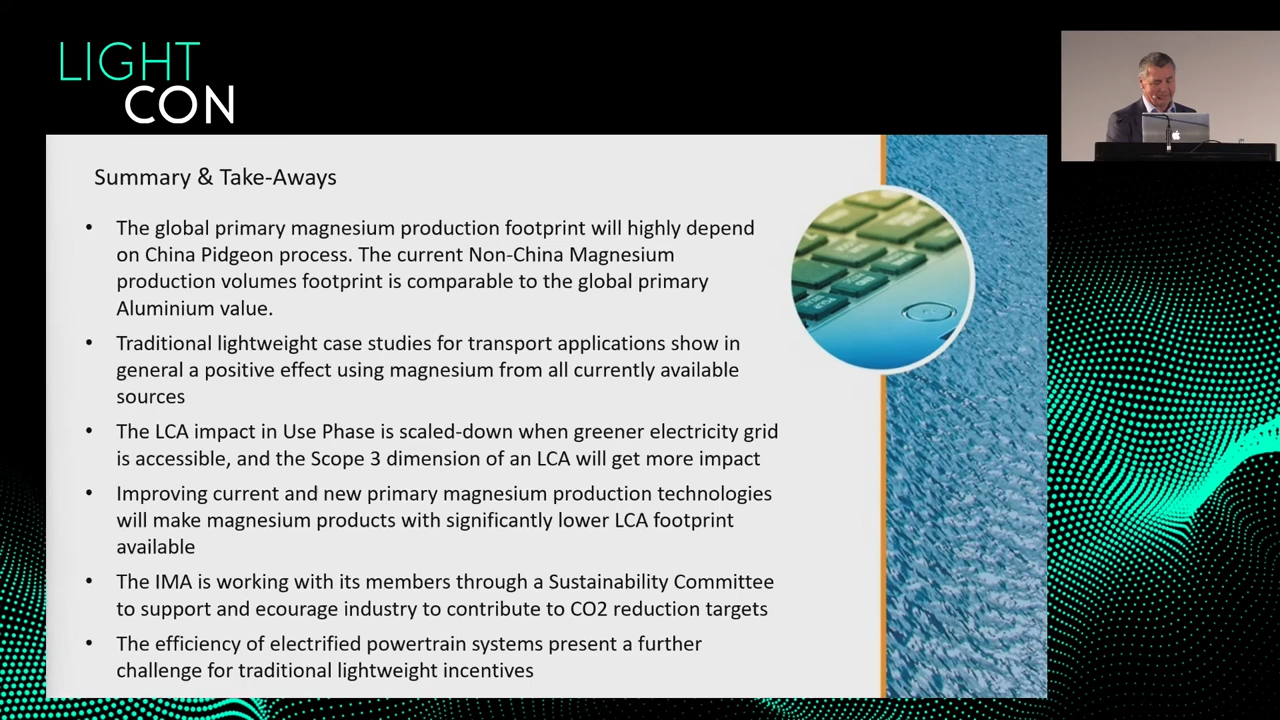 LIGHT
CON
Summary & Take-Aways
• The global primary magnesium production footprint will highly depend
on China Pidgeon process. The current Non-China Magnesium
production volumes footprint is comparable to the global primary
Aluminium value.
• Traditional lightweight case studies for transport applications show in
general a positive effect using magnesium from all currently available
sources
• The LCA impact in Use Phase is scaled-down when greener electricity grid
is accessible, and the Scope 3 dimension of an LCA will get more impact
• Improving current and new primary magnesium production technologies
will make magnesium products with significantly lower LCA footprint
available
• The IMA is working with its members through a Sustainability Committee
to support and ecourage industry to contribute to CO2 reduction targets
• The efficiency of electrified powertrain systems present a further
challenge for traditional lightweight incentives